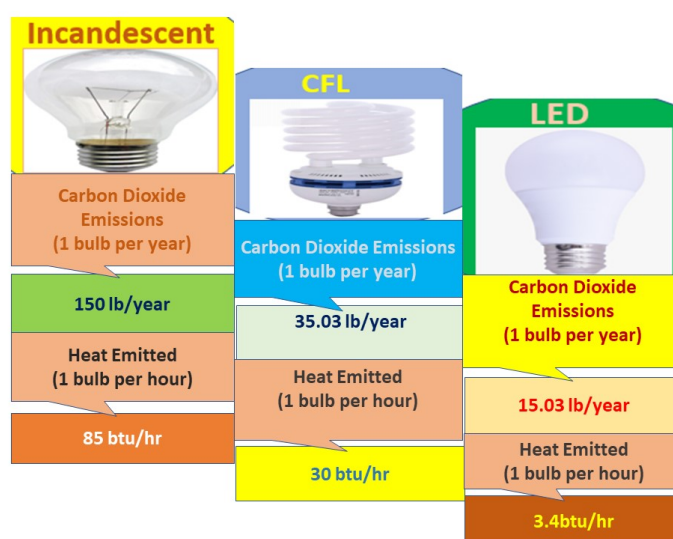 Incandescent
Carbon Dioxide
Emissions
(1 bulb per year)
150 lb/year
Heat Emitted
(1 bulb per hour)
85 btu/hr
CFL
Carbon Dioxide Emissions
(1 bulb per year)
35.03 lb/year
Heat Emitted
(1 bulb per hour)
30 btu/hr
LED
Carbon Dioxide
Emissions
(1 bulb per year)
15.03 lb/year
Heat Emitted
(1 bulb per hour)
3.4btu/hr